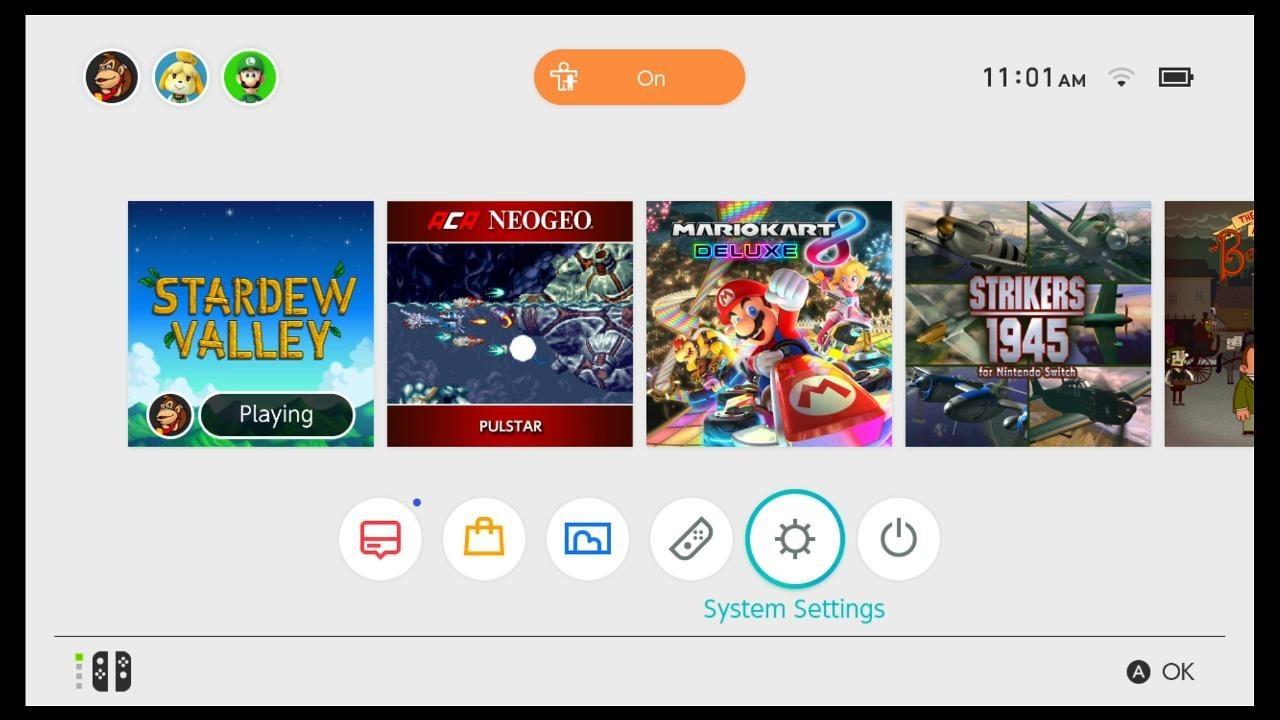 On
11:01 AM
STARDEW
VALLEY
Playing
ACA NEOGEO
PULSTAR
MARIOKART 8
DELUXE
STRIKERS
1945
for Nintendo Switch
THE
System Settings
A OK